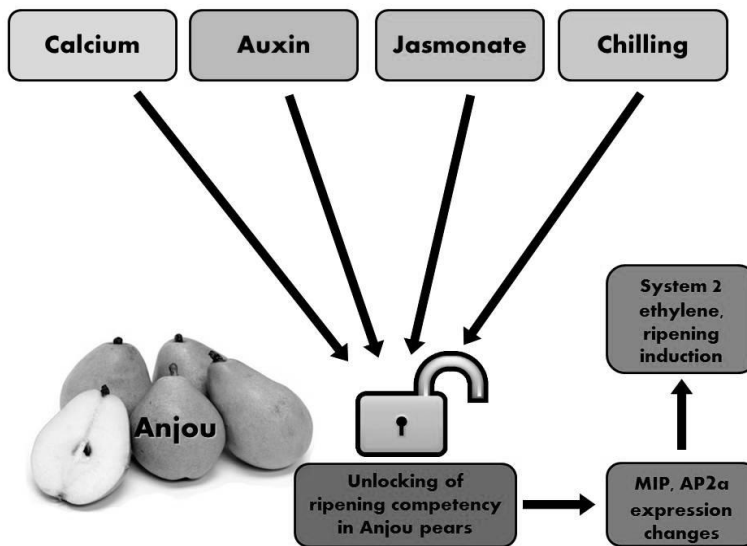 Calcium
Auxin
Jasmonate
Chilling
System 2
ethylene,
ripening
induction
Anjou
Unlocking of
ripening competency
in Anjou pears
MIP, AP2a
expression
changes